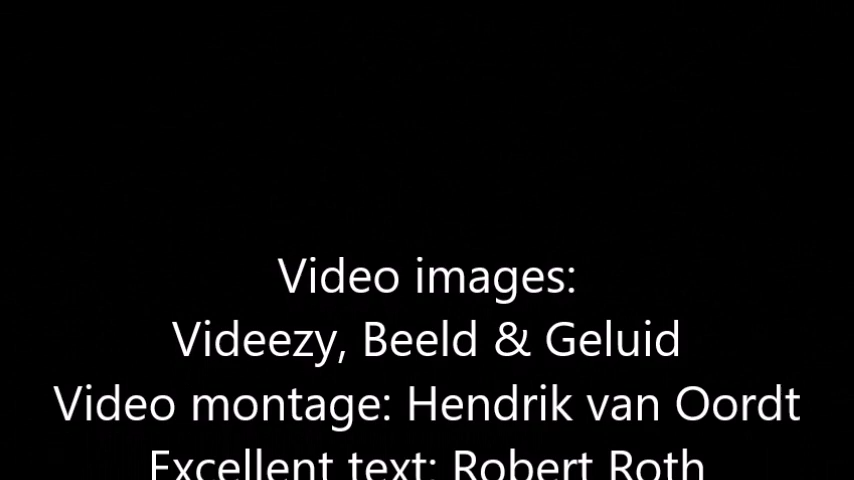 Video images:
Videezy, Beeld & Geluid
Video montage: Hendrik van Oordt
Excellent text: Robert Roth